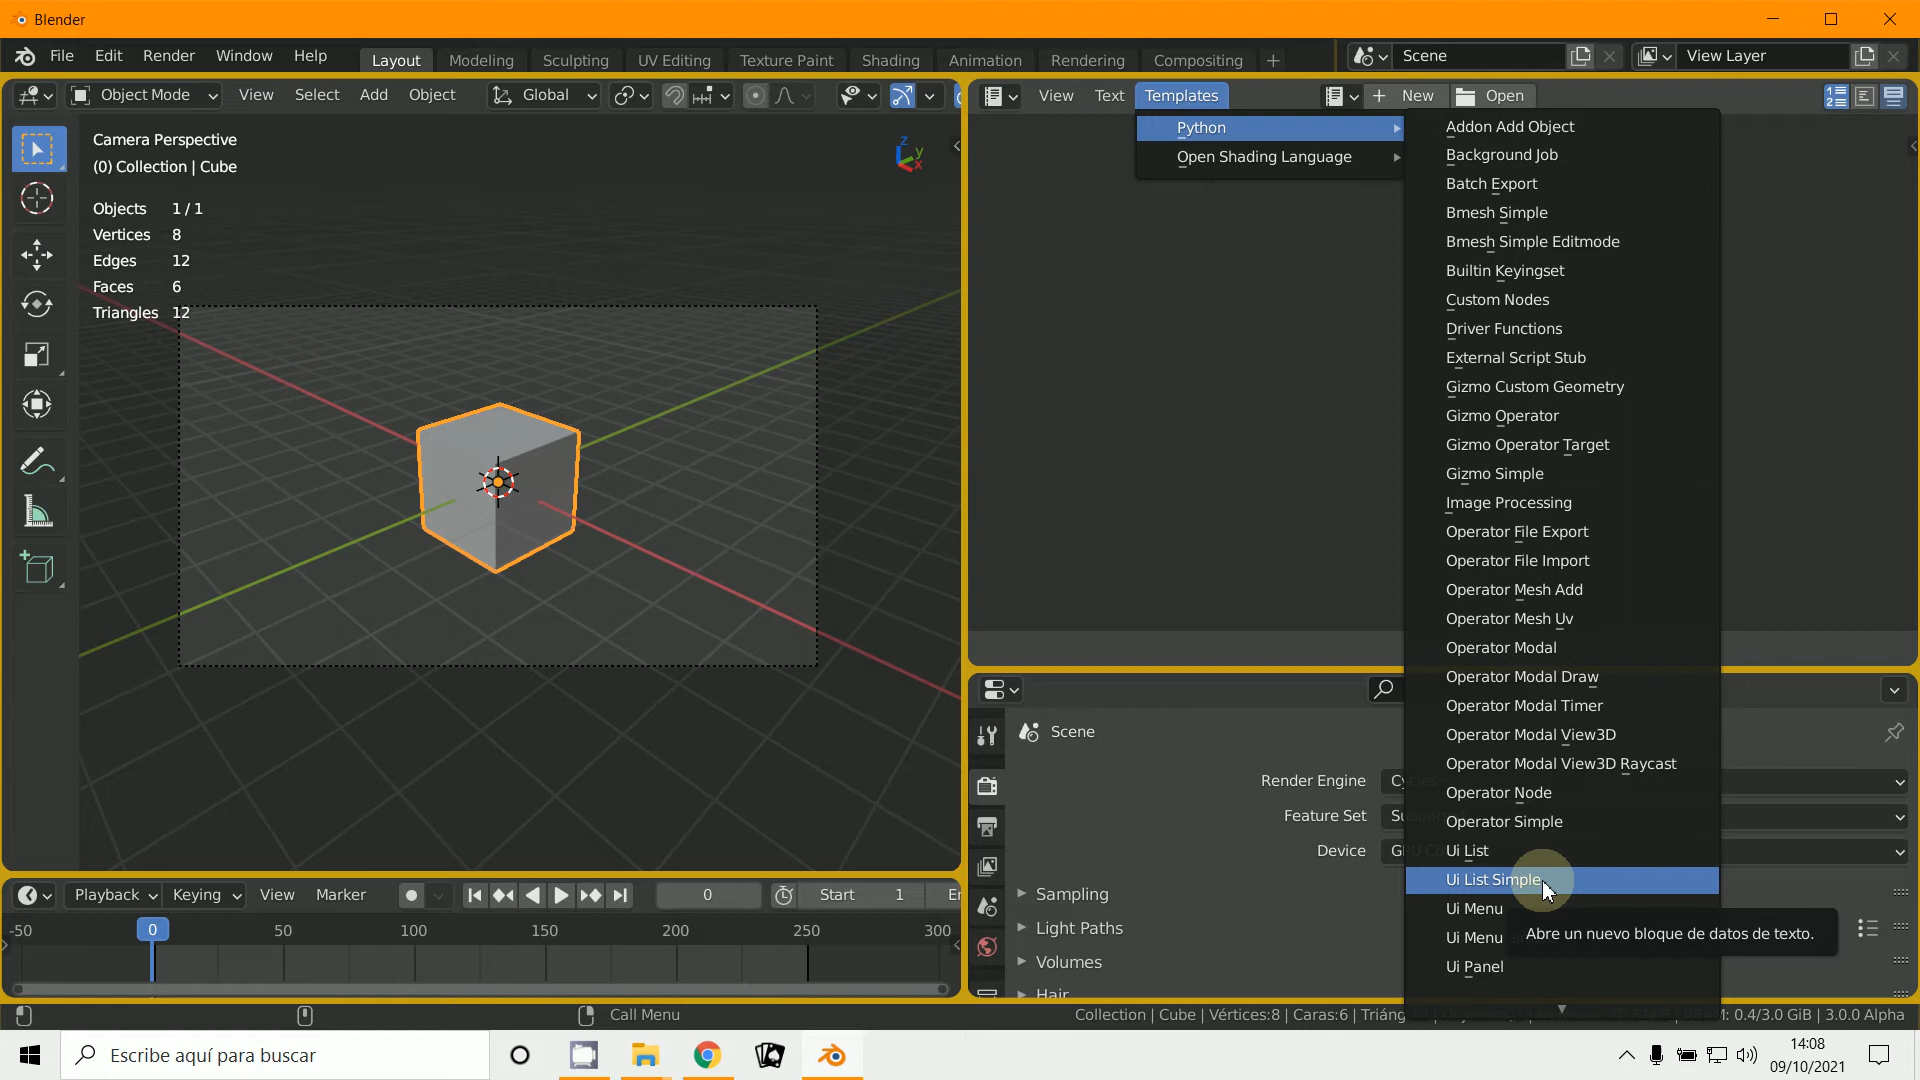 Blender
File Edit Render Window Help Layout Modeling Sculpting UV Editing Texture Paint Shading Animation Rendering Compositing + Scene View Layer
Object Mode View Select Add Object Global
View Text Templates + New Open
Camera Perspective
(0) Collection | Cube
Objects 1 / 1
Vertices 8
Edges 12
Faces 6
Triangles 12
Z
Y
X
Python
Open Shading Language
Addon Add Object
Background Job
Batch Export
Bmesh Simple
Bmesh Simple Editmode
Builtin Keyingset
Custom Nodes
Driver Functions
External Script Stub
Gizmo Custom Geometry
Gizmo Operator
Gizmo Operator Target
Gizmo Simple
Image Processing
Operator File Export
Operator File Import
Operator Mesh Add
Operator Mesh Uv
Operator Modal
Operator Modal Draw
Operator Modal Timer
Operator Modal View3D
Operator Modal View3D Raycast
Operator Node
Operator Simple
Ui List
Ui List Simple
Ui Menu
Ui Menu
Ui Panel
Abre un nuevo bloque de datos de texto.
Scene
Render Engine
Feature Set
Device
Sampling
Light Paths
Volumes
Hair
Playback Keying View Marker 0 Start 1
-50 0 50 100 150 200 250 300
Call Menu
Collection | Cube | Vértices:8 | Caras:6 | : 0.4/3.0 GiB | 3.0.0 Alpha
Escribe aquí para buscar
14:08
09/10/2021